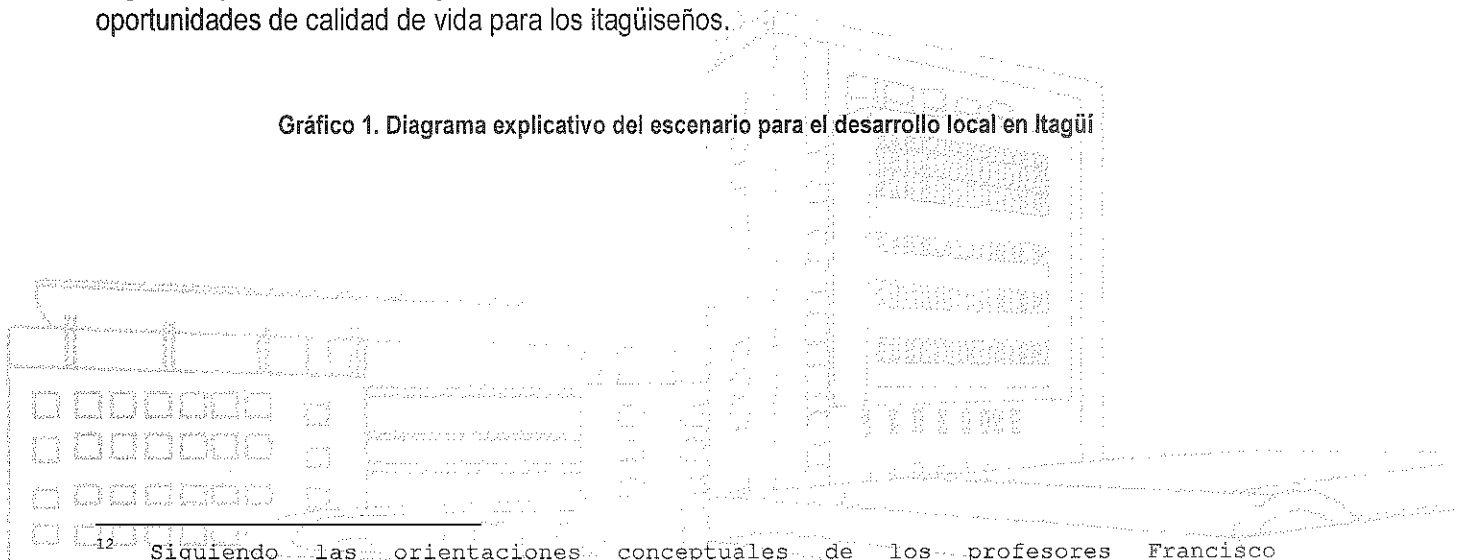 oportunidades de calidad de vida para los itagüiseños.
Gráfico 1. Diagrama explicativo del escenario para el desarrollo local en Itagüí
12 Siguiendo las orientaciones conceptuales de los profesores Francisco